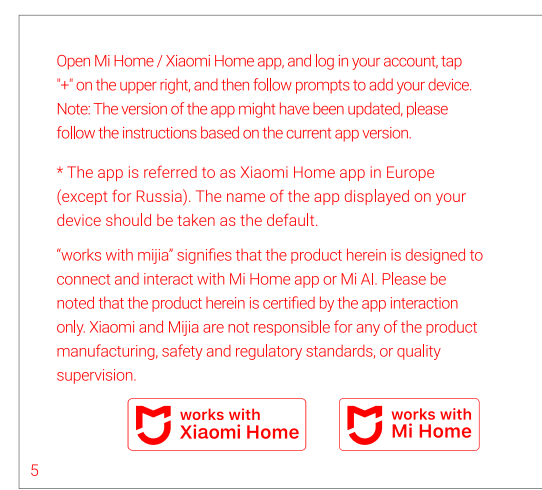 Open Mi Home / Xiaomi Home app, and log in your account, tap
"+" on the upper right, and then follow prompts to add your device.
Note: The version of the app might have been updated, please
follow the instructions based on the current app version.
* The app is referred to as Xiaomi Home app in Europe
(except for Russia). The name of the app displayed on your
device should be taken as the default.
“works with mijia” signifies that the product herein is designed to
connect and interact with Mi Home app or Mi AI. Please be
noted that the product herein is certified by the app interaction
only. Xiaomi and Mijia are not responsible for any of the product
manufacturing, safety and regulatory standards, or quality
supervision.
works with
Xiaomi Home
works with
Mi Home
5